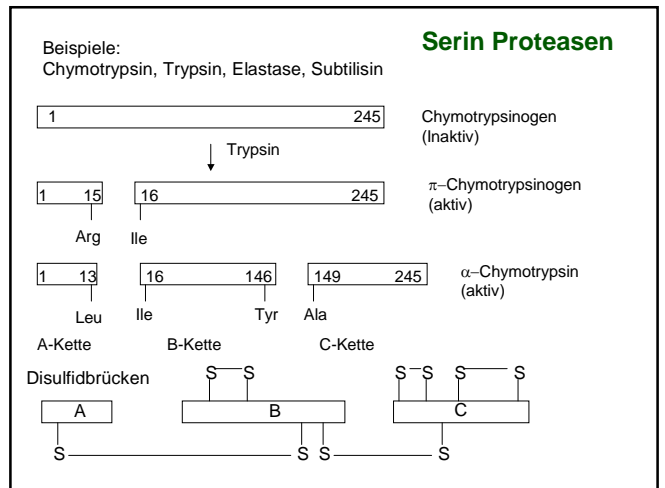 Serin Proteasen
Beispiele:
Chymotrypsin, Trypsin, Elastase, Subtilisin
1 245 Chymotrypsinogen
(Inaktiv)
Trypsin
1 15 16 245 π–Chymotrypsinogen
(aktiv)
Arg Ile
1 13 16 146 149 245 α–Chymotrypsin
(aktiv)
Leu Ile Tyr Ala
A-Kette B-Kette C-Kette
Disulfidbrücken S S S S S S
A B C
S S S S